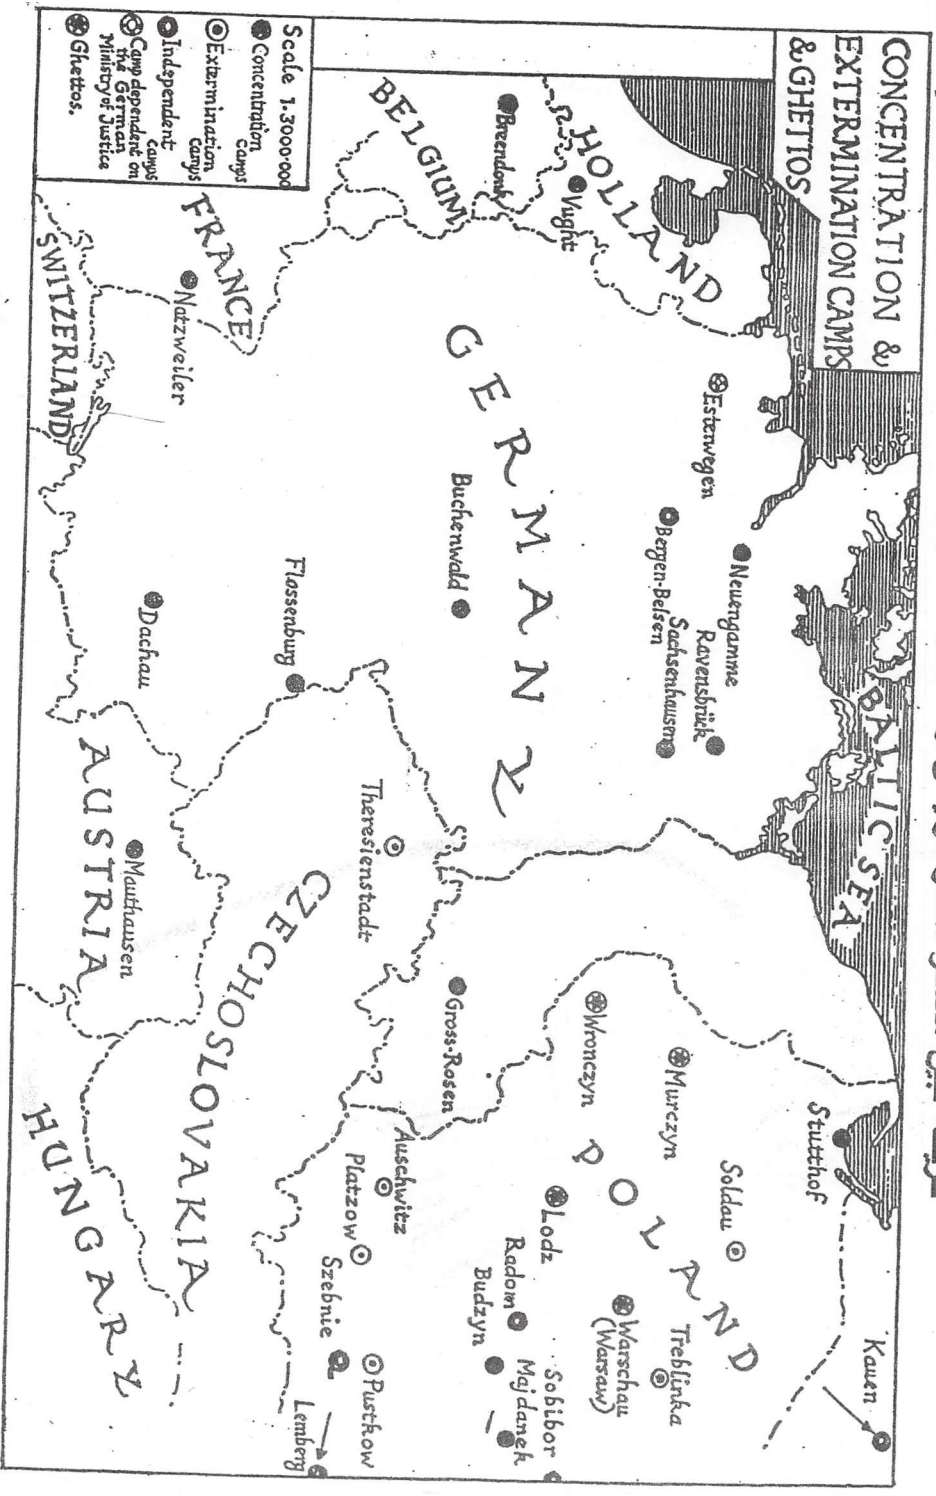 CONCENTRATION &
EXTERMINATION CAMPS
& GHETTOS
HOLLAND
BELGIUM
Breendonk
Vught
FRANCE
Natzweiler
SWITZERLAND
GERMANY
Esterwegen
Neuengamme
Bergen-Belsen
Ravensbrück
Sachsenhausen
Buchenwald
Flossenburg
Dachau
AUSTRIA
Mauthausen
BALTIC SEA
Theresienstadt
CZECHOSLOVAKIA
Gross-Rosen
HUNGARY
POLAND
Stutthof
Kauen
Soldau
Murczyn
Wronczyn
Lodz
Treblinka
Warschau
(Warsaw)
Radom
Budzyn
Sobibor
Majdanek
Auschwitz
Platzow
Szebnie
Pustkow
Lemberg
Scale 1.3000.000
Concentration
Camps
Extermination
Camps
Independent
Camps
Camp dependent on
the German
Ministry of Justice
Ghettos.